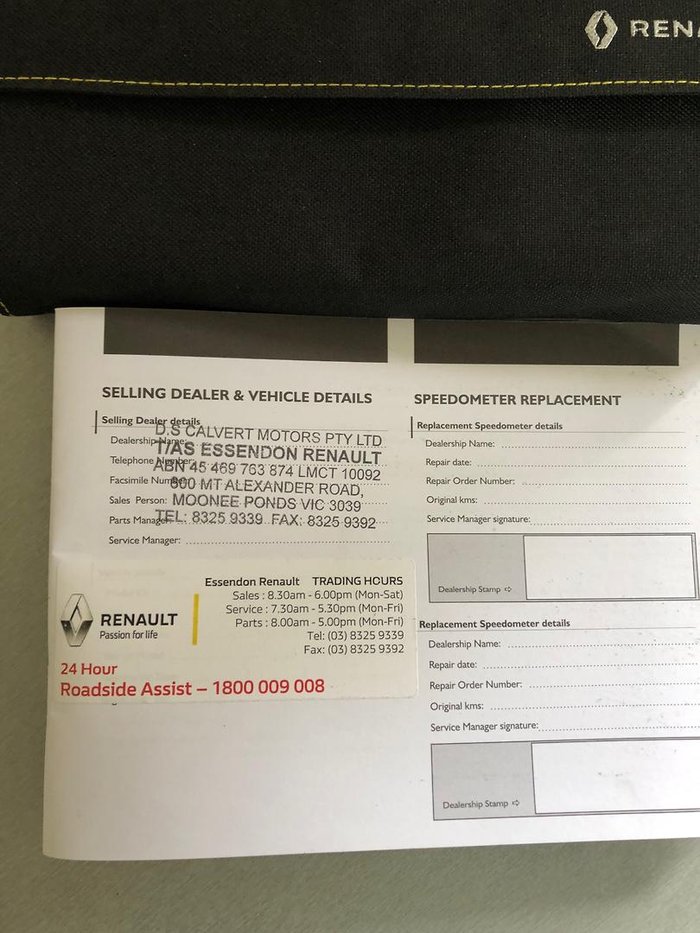 SELLING DEALER & VEHICLE DETAILS
Selling Dealer details
Dealership Name:
Telephone Number:
Facsimile Number:
Sales Person:
Parts Manager:
Service Manager:
D.S CALVERT MOTORS PTY LTD
T/AS ESSENDON RENAULT
ABN 45 469 763 874 LMCT 10092
600 MT ALEXANDER ROAD,
MOONEE PONDS VIC 3039
TEL: 8325 9339 FAX: 8325 9392
RENAULT
Passion for life
Essendon Renault TRADING HOURS
Sales : 8.30am - 6.00pm (Mon-Sat)
Service : 7.30am - 5.30pm (Mon-Fri)
Parts : 8.00am - 5.00pm (Mon-Fri)
Tel: (03) 8325 9339
Fax: (03) 8325 9392
24 Hour
Roadside Assist – 1800 009 008
SPEEDOMETER REPLACEMENT
Replacement Speedometer details
Dealership Name:
Repair date:
Repair Order Number:
Original kms:
Service Manager signature:
Dealership Stamp ⇨
Replacement Speedometer details
Dealership Name:
Repair date:
Repair Order Number:
Original kms:
Service Manager signature:
Dealership Stamp ⇨